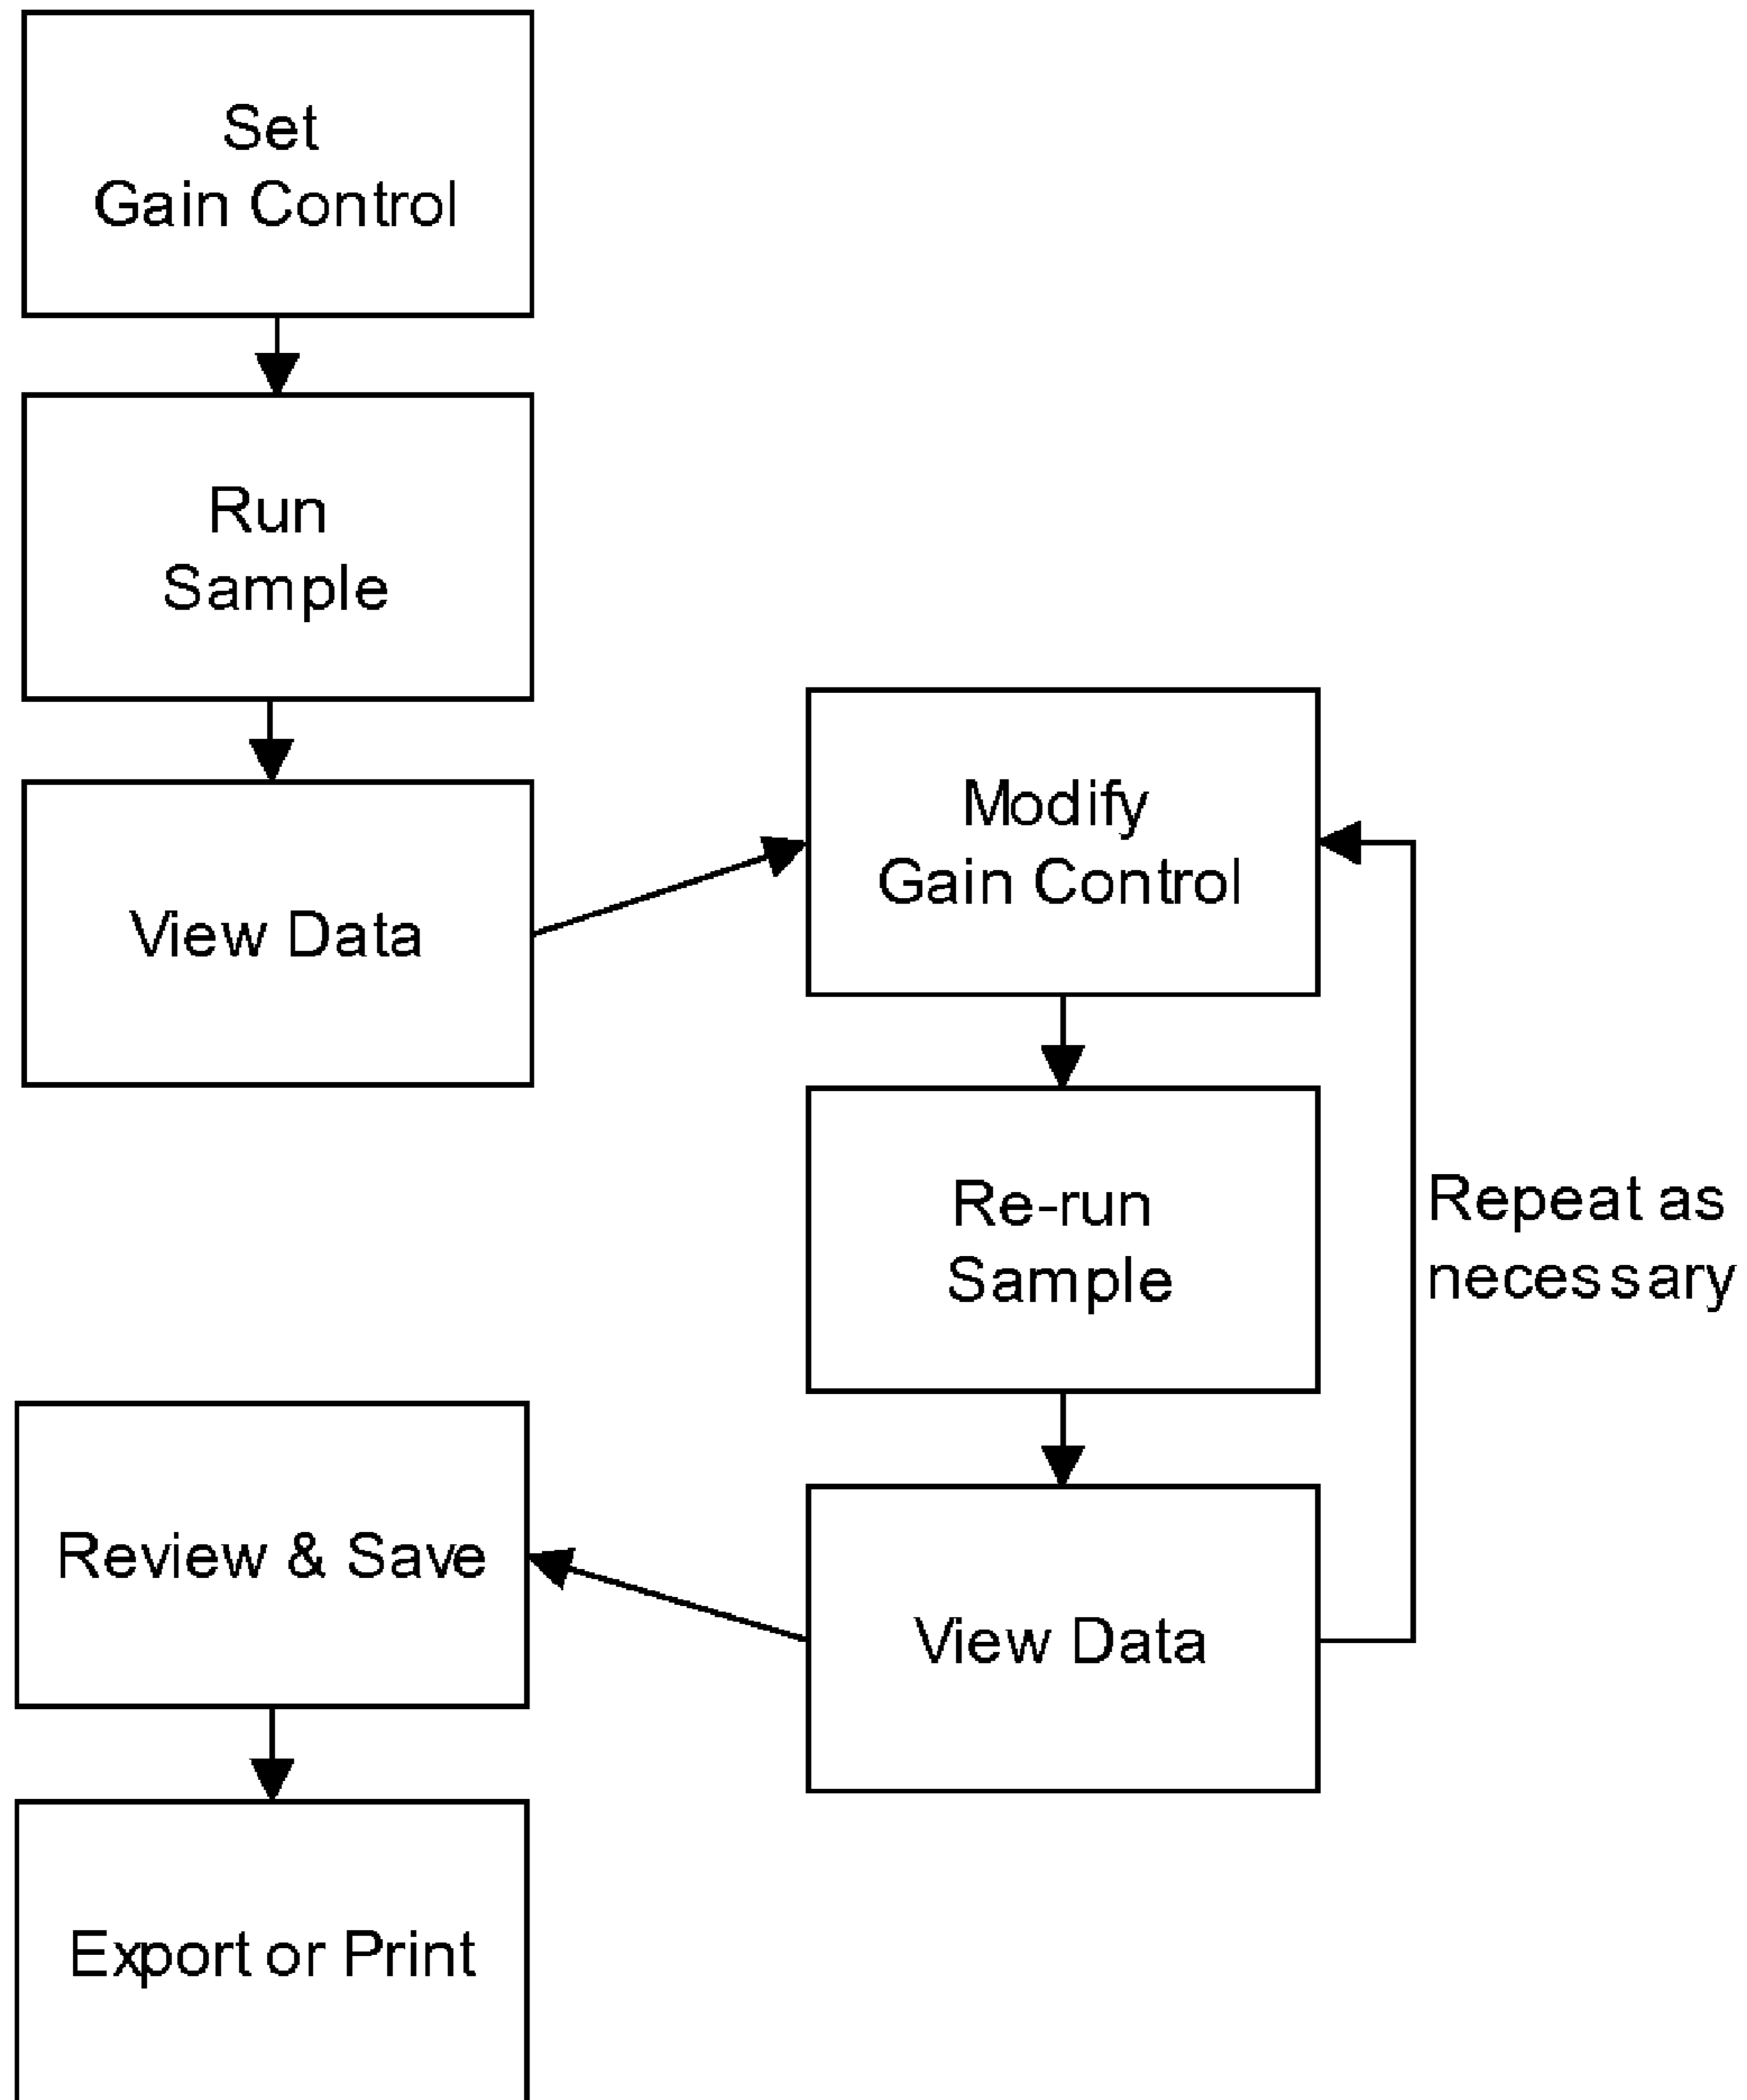 Set
Gain Control
Run
Sample
View Data
Modify
Gain Control
Re-run
Sample
Repeat as
necessary
View Data
Review & Save
Export or Print